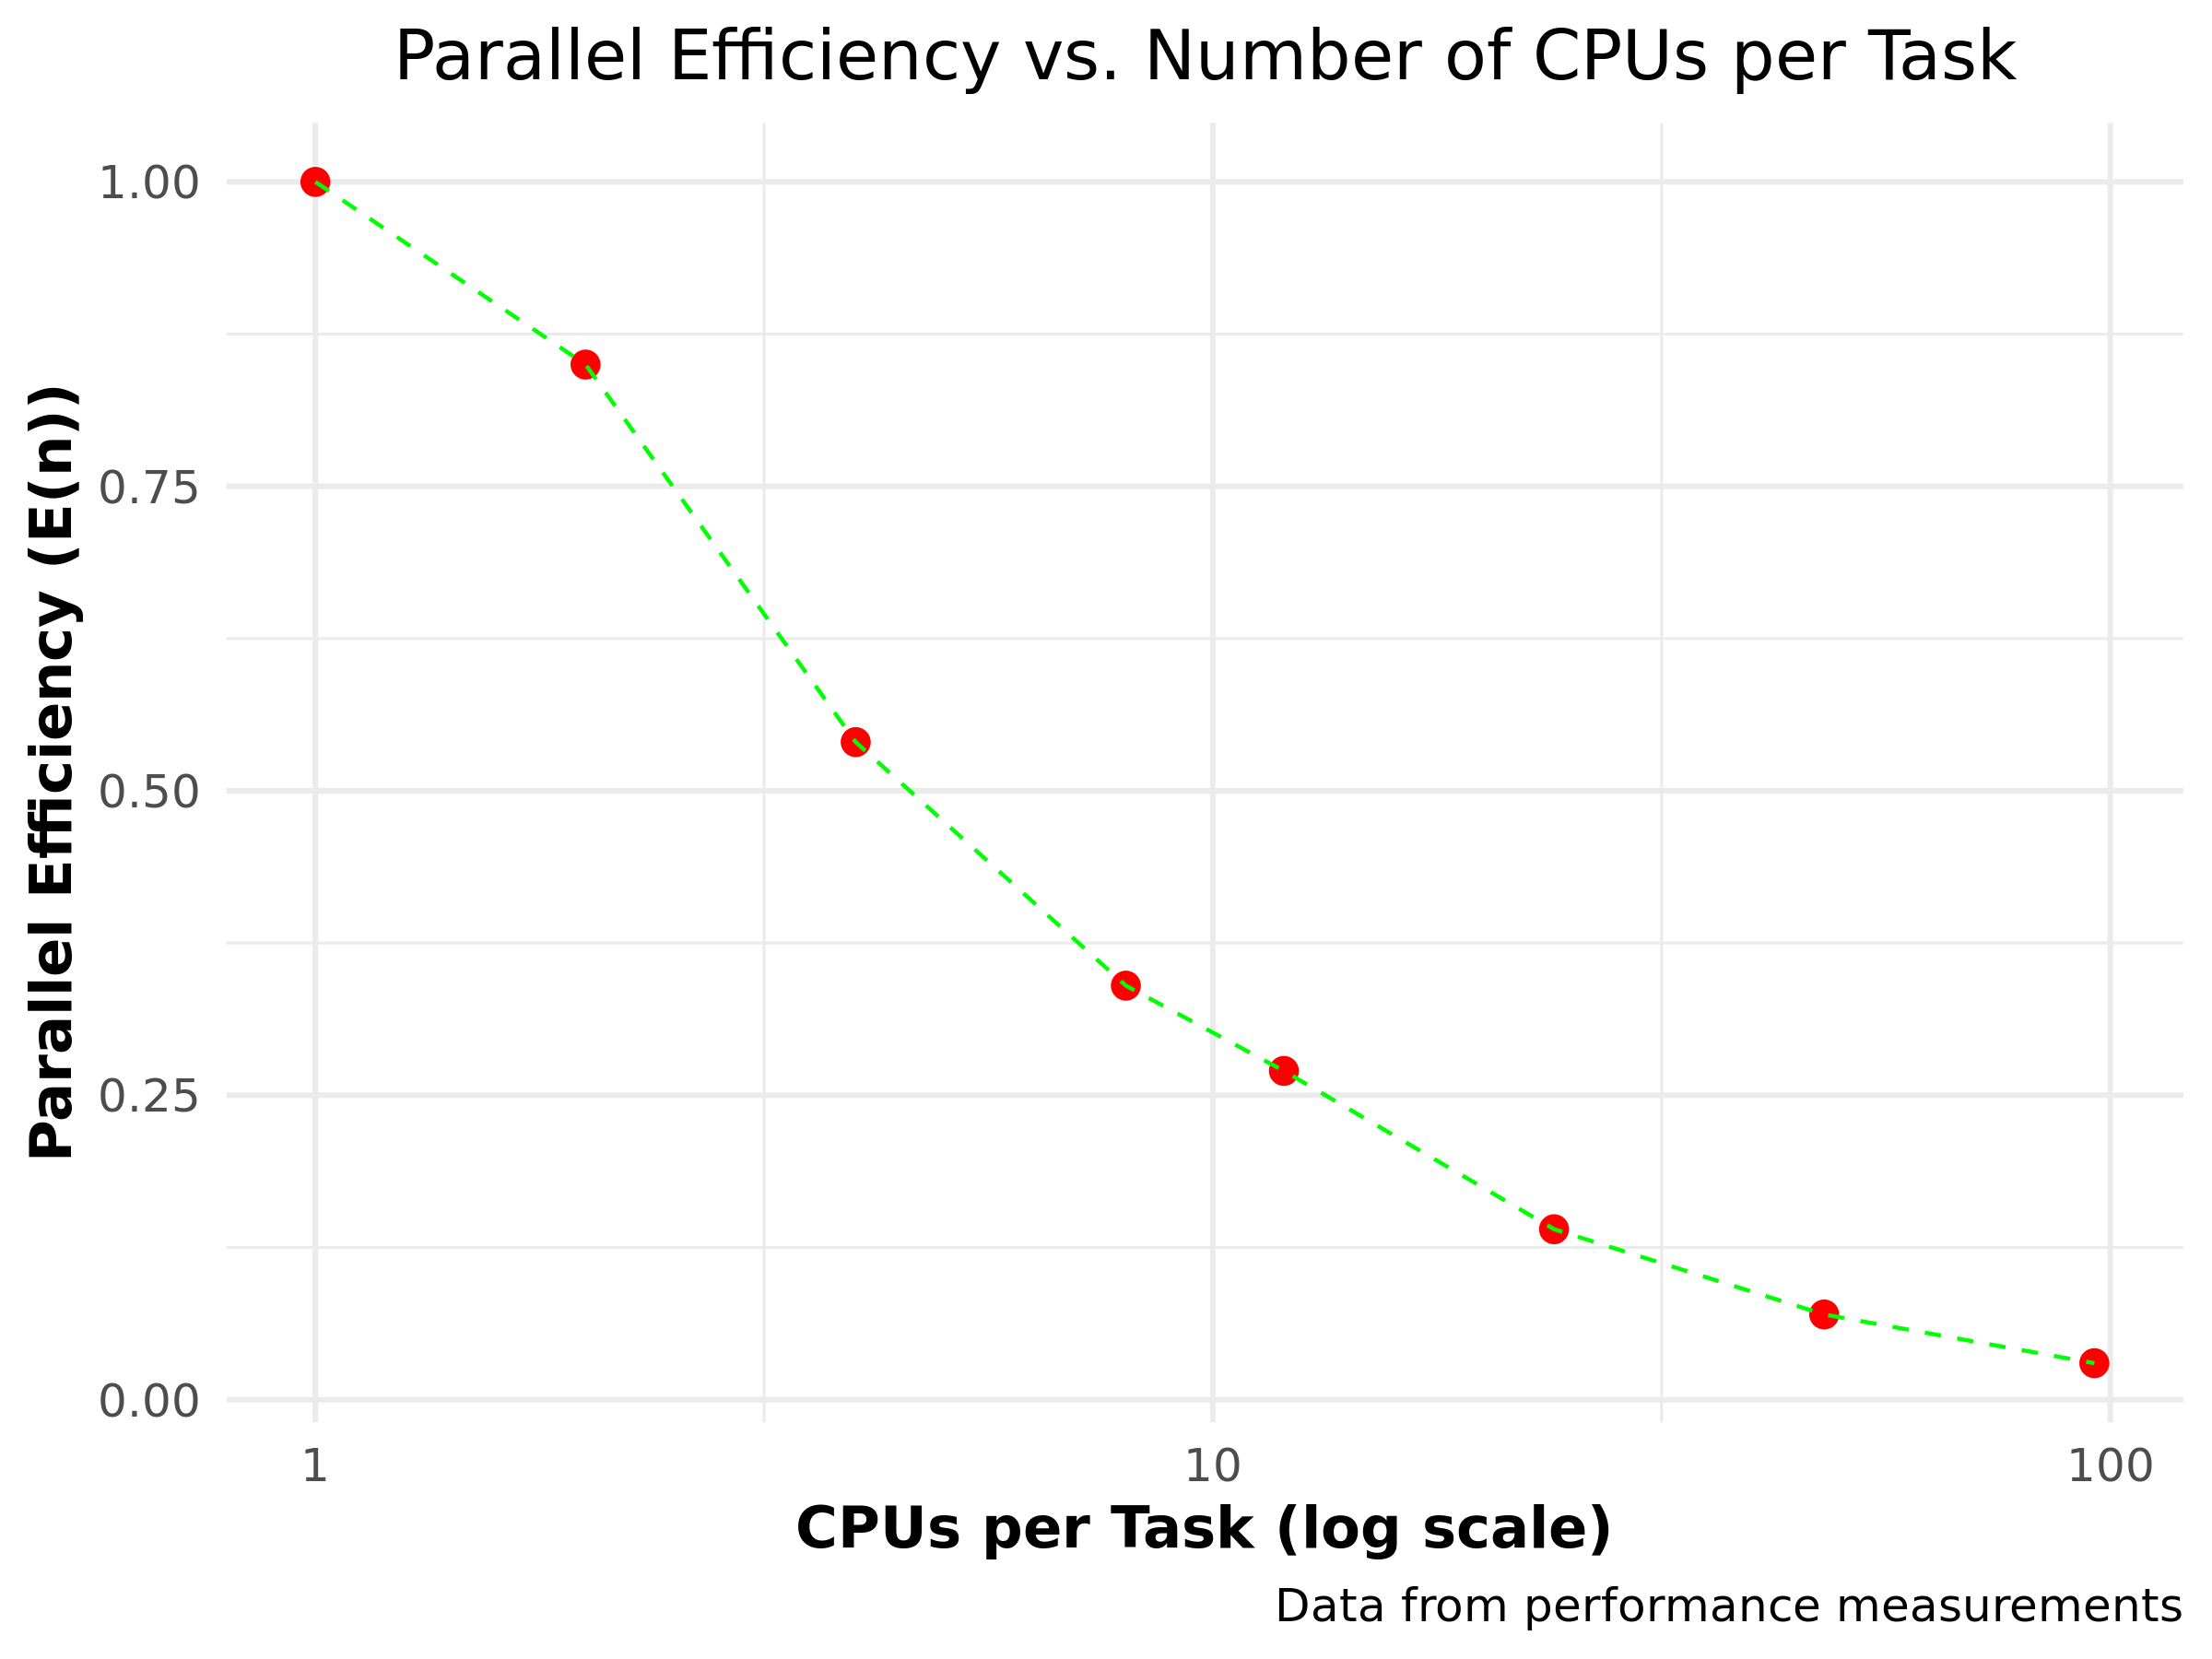 Parallel Efficiency vs. Number of CPUs per Task
Parallel Efficiency (E(n))
1.00
0.75
0.50
0.25
0.00
1
10
100
CPUs per Task (log scale)
Data from performance measurements